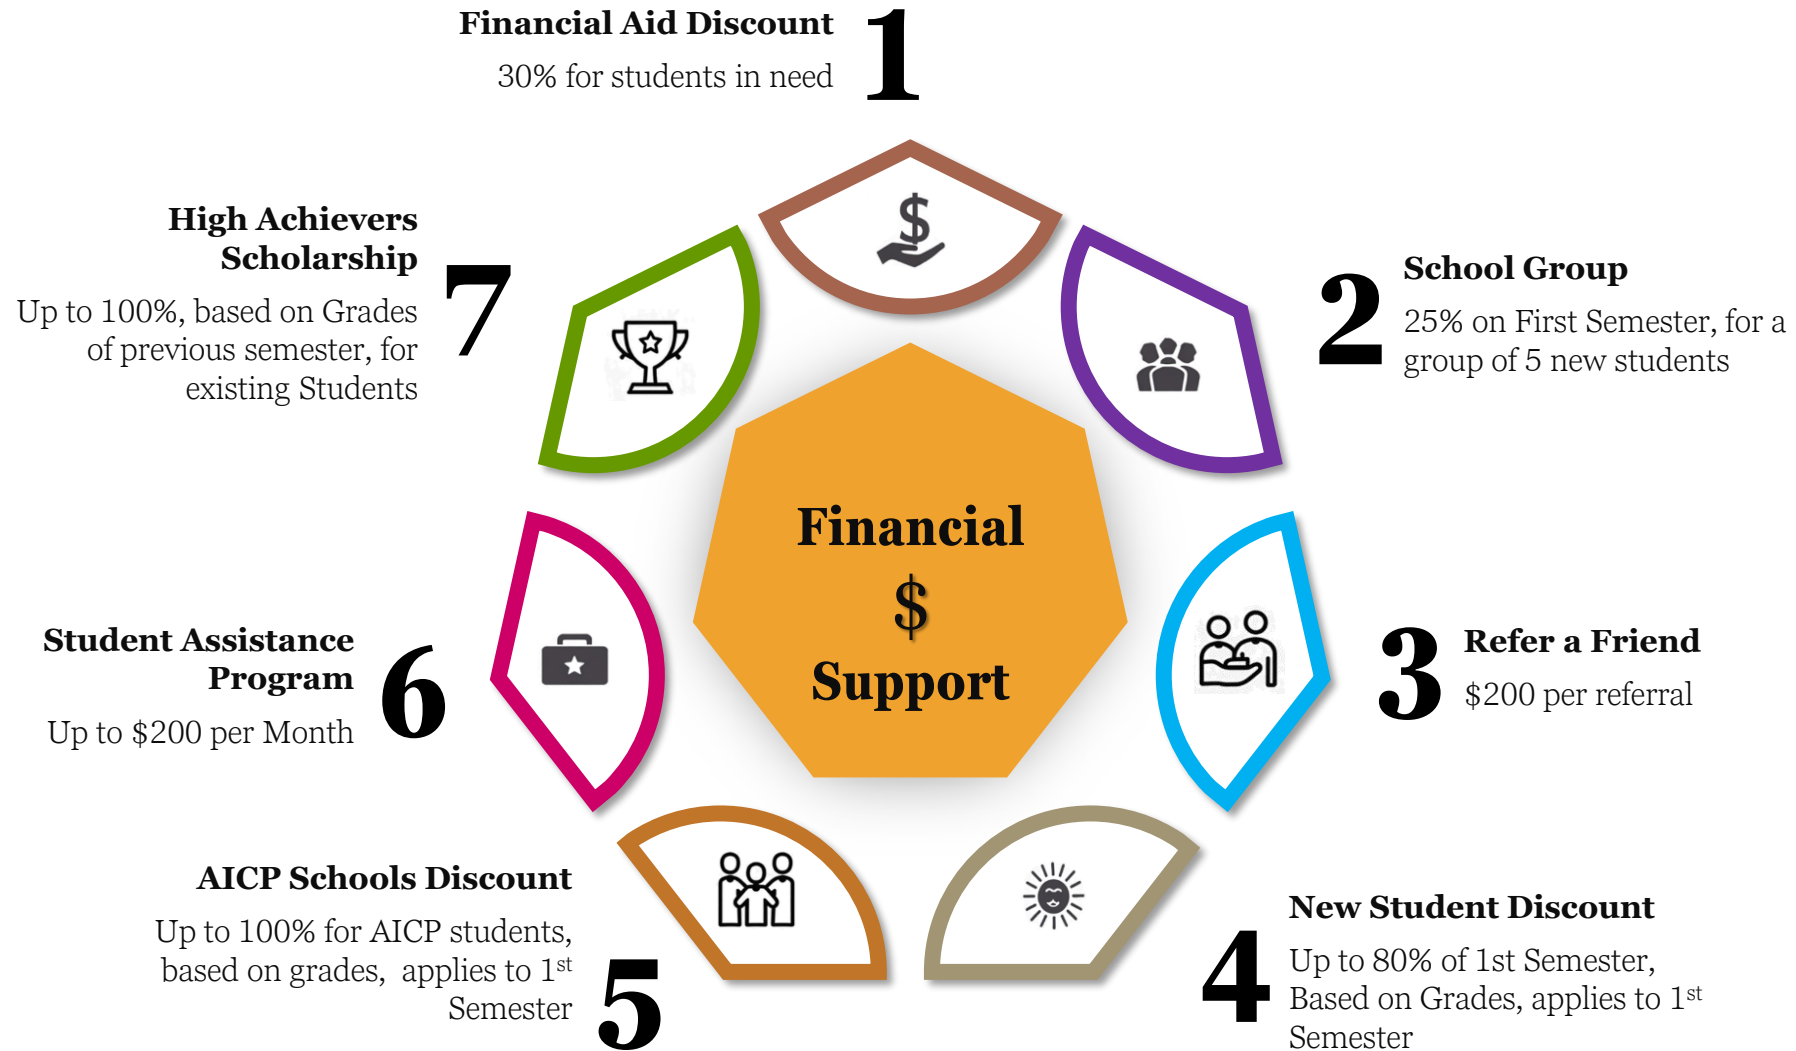 Financial Aid Discount
30% for students in need
1
2
School Group
25% on First Semester, for a
group of 5 new students
3
Refer a Friend
$200 per referral
4
New Student Discount
Up to 80% of 1st Semester,
Based on Grades, applies to 1st
Semester
5
AICP Schools Discount
Up to 100% for AICP students,
based on grades,  applies to 1st
Semester
6
Student Assistance
Program
Up to $200 per Month
7
High Achievers
Scholarship
Up to 100%, based on Grades
of previous semester, for
existing Students
$
Financial
$
Support